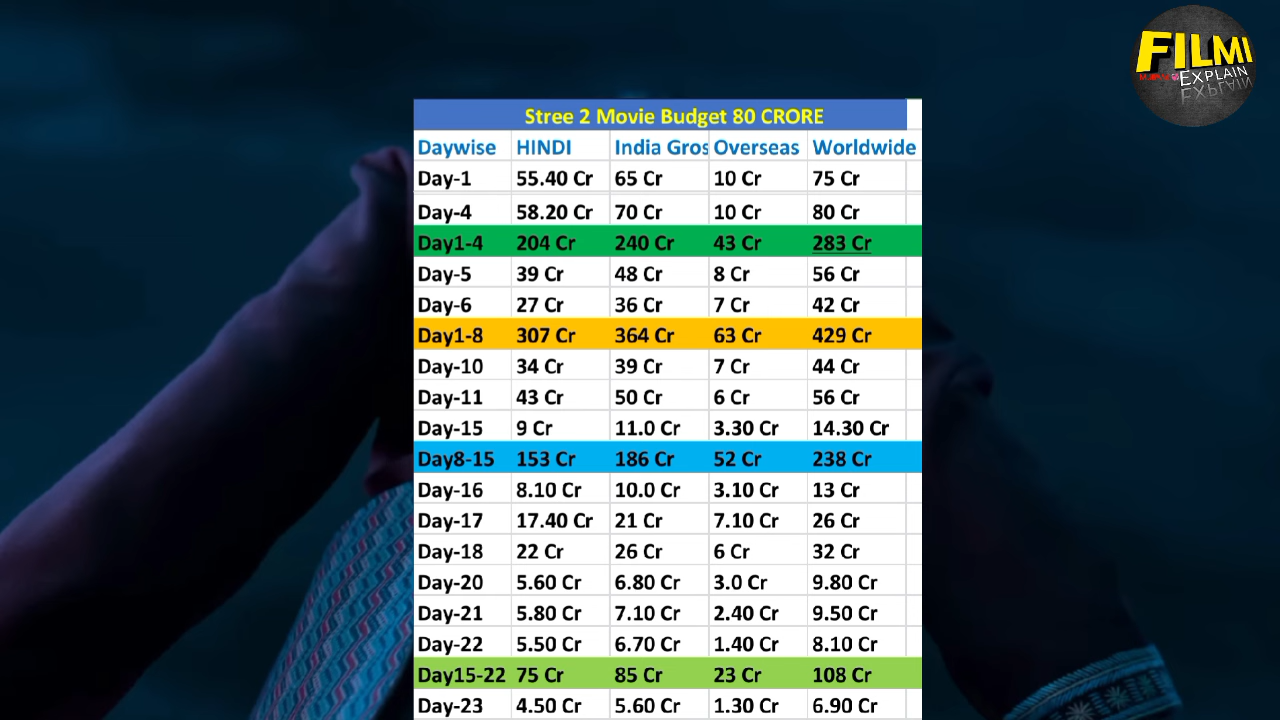 FILMI
EXPLAIN
Stree 2 Movie Budget 80 CRORE
Daywise HINDI India Gros Overseas Worldwide
Day-1 55.40 Cr 65 Cr 10 Cr 75 Cr
Day-4 58.20 Cr 70 Cr 10 Cr 80 Cr
Day1-4 204 Cr 240 Cr 43 Cr 283 Cr
Day-5 39 Cr 48 Cr 8 Cr 56 Cr
Day-6 27 Cr 36 Cr 7 Cr 42 Cr
Day1-8 307 Cr 364 Cr 63 Cr 429 Cr
Day-10 34 Cr 39 Cr 7 Cr 44 Cr
Day-11 43 Cr 50 Cr 6 Cr 56 Cr
Day-15 9 Cr 11.0 Cr 3.30 Cr 14.30 Cr
Day8-15 153 Cr 186 Cr 52 Cr 238 Cr
Day-16 8.10 Cr 10.0 Cr 3.10 Cr 13 Cr
Day-17 17.40 Cr 21 Cr 7.10 Cr 26 Cr
Day-18 22 Cr 26 Cr 6 Cr 32 Cr
Day-20 5.60 Cr 6.80 Cr 3.0 Cr 9.80 Cr
Day-21 5.80 Cr 7.10 Cr 2.40 Cr 9.50 Cr
Day-22 5.50 Cr 6.70 Cr 1.40 Cr 8.10 Cr
Day15-22 75 Cr 85 Cr 23 Cr 108 Cr
Day-23 4.50 Cr 5.60 Cr 1.30 Cr 6.90 Cr